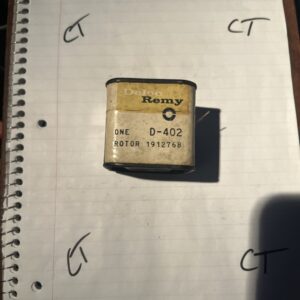 CT CT
Delco
Remy
ONE D-402
ROTOR 1912768
CT CT